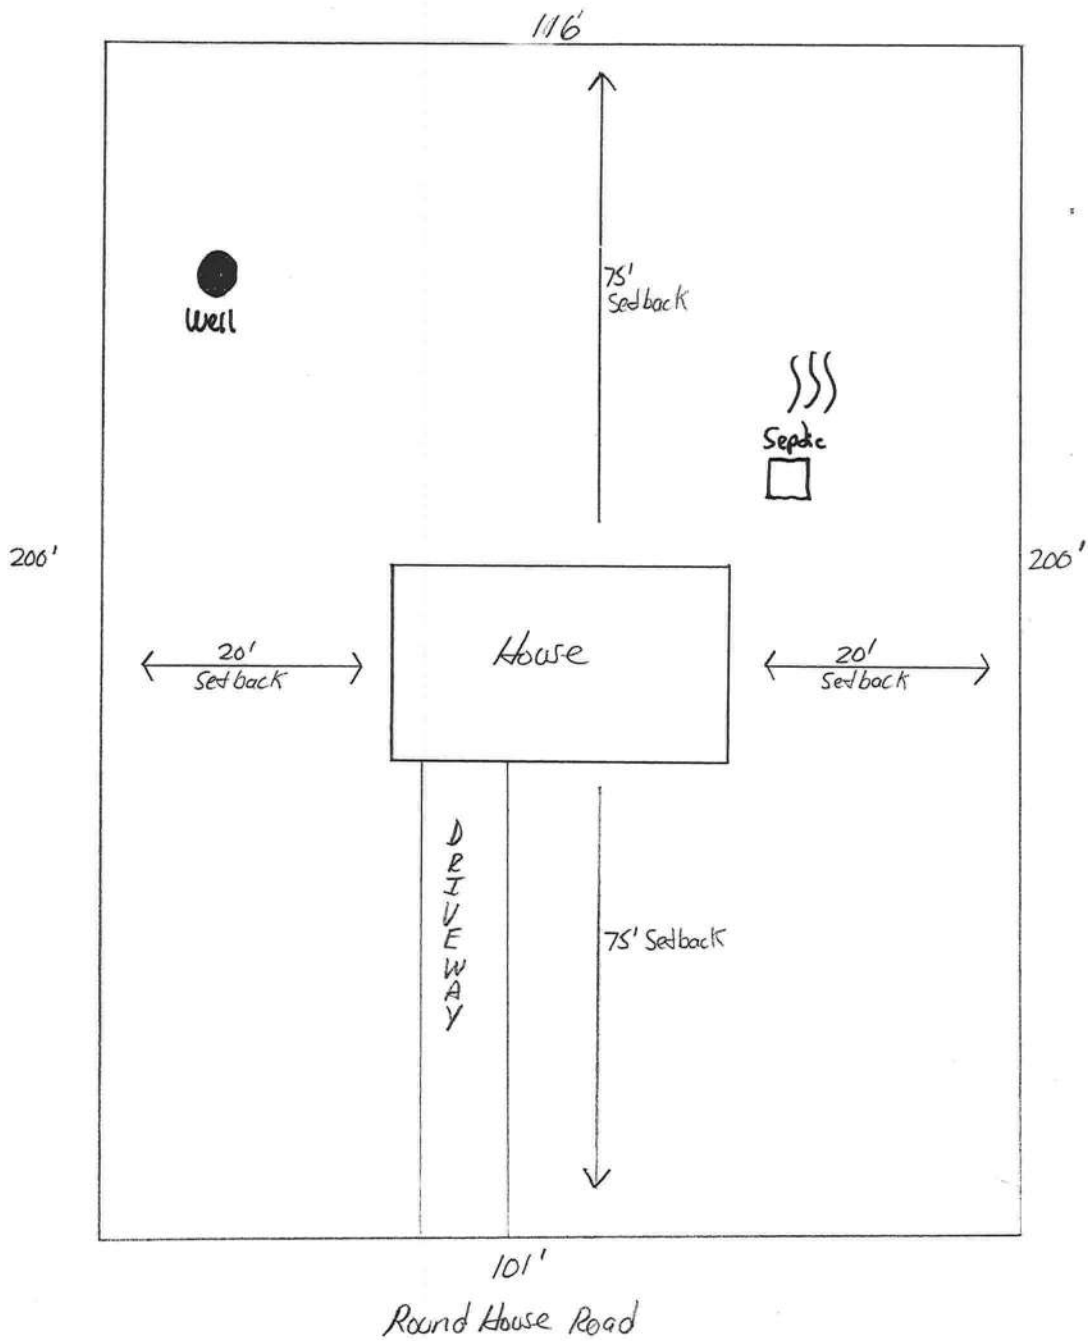 116'
75'
Setback
Well
Septic
200'
200'
House
20'
Setback
20'
Setback
DRIVEWAY
75' Setback
101'
Round House Road